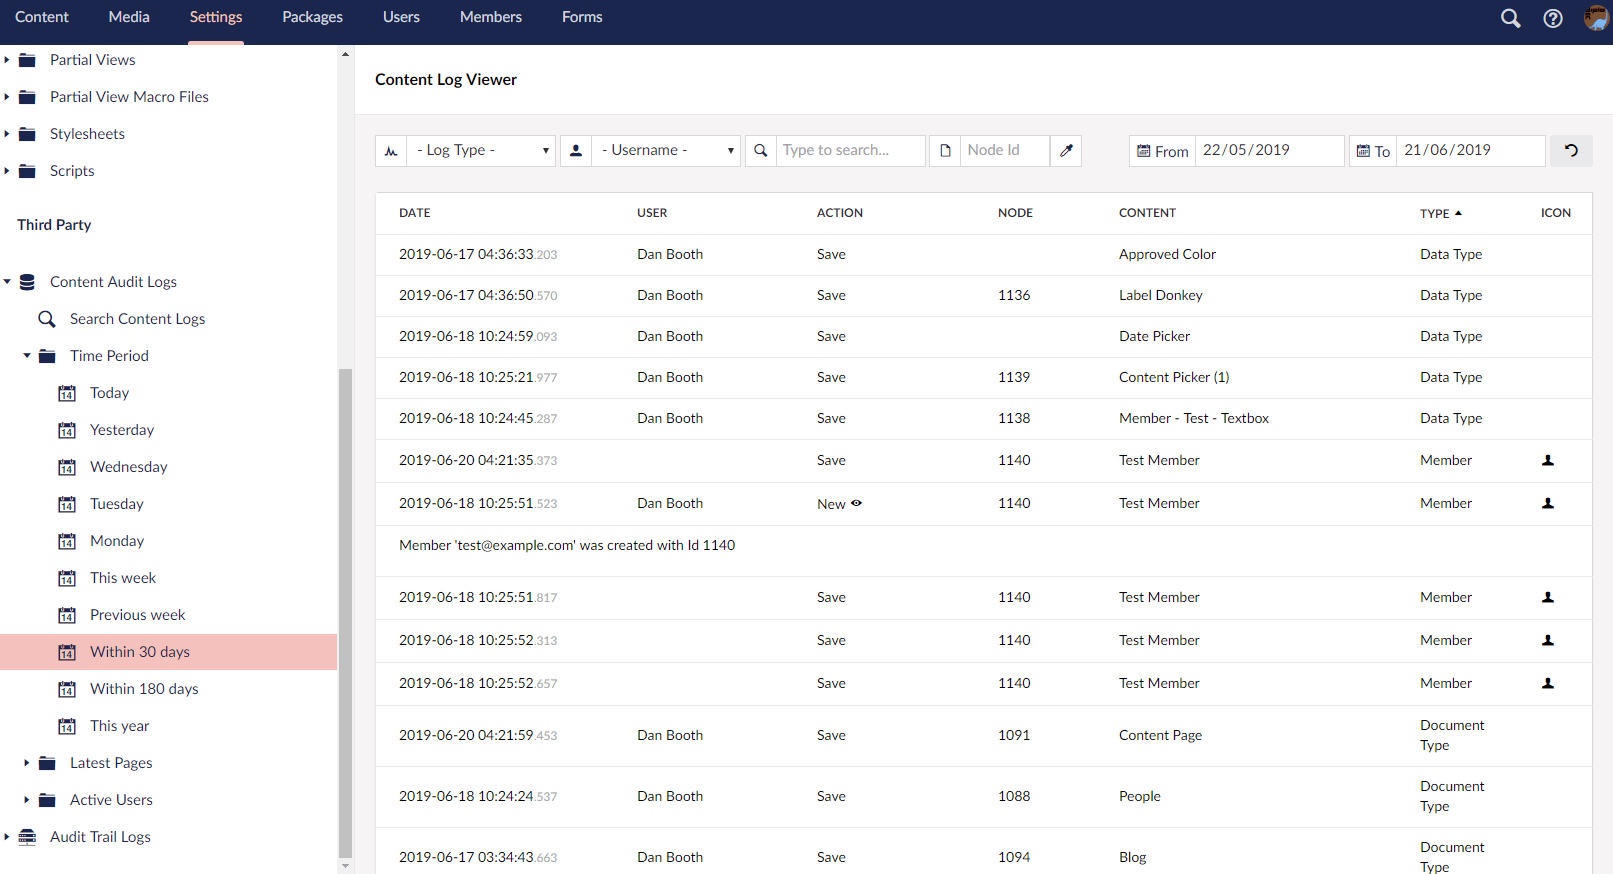 Content Media Settings Packages Users Members Forms
Partial Views
Partial View Macro Files
Stylesheets
Scripts
Third Party
Content Audit Logs
Search Content Logs
Time Period
14 Today
14 Yesterday
14 Wednesday
14 Tuesday
14 Monday
14 This week
14 Previous week
14 Within 30 days
14 Within 180 days
14 This year
Latest Pages
Active Users
Audit Trail Logs
Content Log Viewer
- Log Type - - Username - Type to search... Node Id From 22/05/2019 To 21/06/2019
DATE USER ACTION NODE CONTENT TYPE ICON
2019-06-17 04:36:33.203 Dan Booth Save Approved Color Data Type
2019-06-17 04:36:50.570 Dan Booth Save 1136 Label Donkey Data Type
2019-06-18 10:24:59.093 Dan Booth Save Date Picker Data Type
2019-06-18 10:25:21.977 Dan Booth Save 1139 Content Picker (1) Data Type
2019-06-18 10:24:45.287 Dan Booth Save 1138 Member - Test - Textbox Data Type
2019-06-20 04:21:35.373 Save 1140 Test Member Member
2019-06-18 10:25:51.523 Dan Booth New 1140 Test Member Member
Member 'test@example.com' was created with Id 1140
2019-06-18 10:25:51.817 Save 1140 Test Member Member
2019-06-18 10:25:52.313 Save 1140 Test Member Member
2019-06-18 10:25:52.657 Save 1140 Test Member Member
2019-06-20 04:21:59.453 Dan Booth Save 1091 Content Page Document
Type
2019-06-18 10:24:24.537 Dan Booth Save 1088 People Document
Type
2019-06-17 03:34:43.663 Dan Booth Save 1094 Blog Document
Type